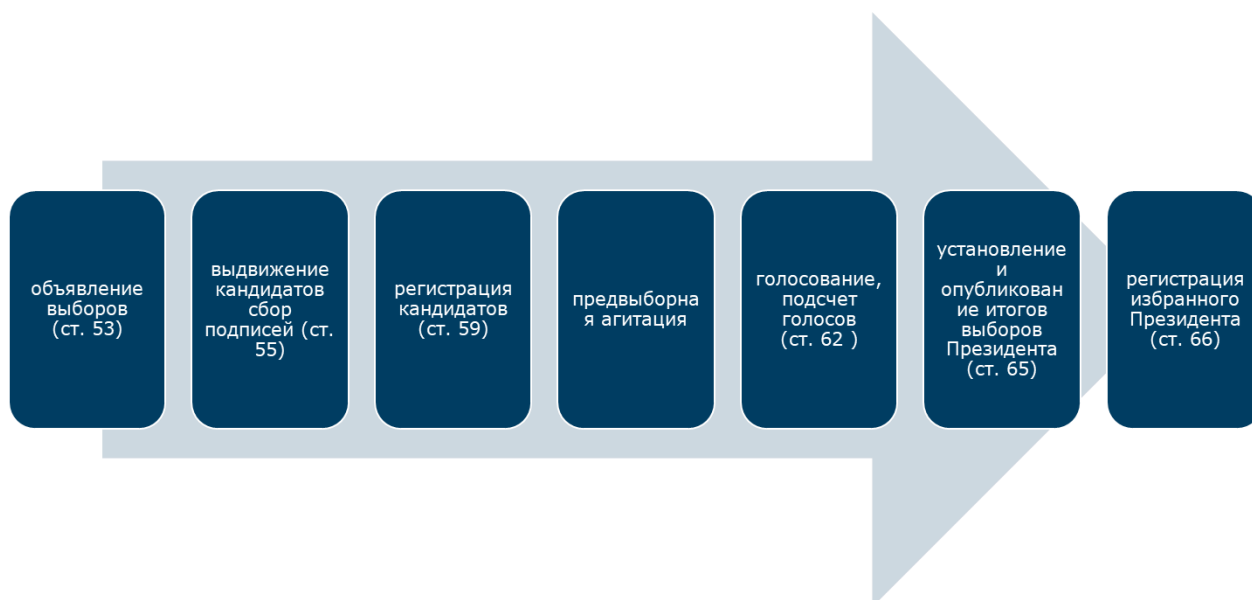 объявление
выборов
(ст. 53)
выдвижение
кандидатов
сбор
подписей (ст.
55)
регистрация
кандидатов
(ст. 59)
предвыборна
я агитация
голосование,
подсчет
голосов
(ст. 62 )
установление
и
опубликован
ие итогов
выборов
Президента
(ст. 65)
регистрация
избранного
Президента
(ст. 66)